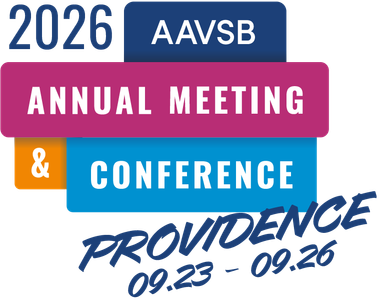 2026 AAVSB
ANNUAL MEETING
& CONFERENCE
PROVIDENCE
09.23 - 09.26